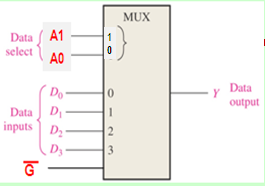 MUX
Data select
A1
1
A0
0
D0
0
Y
Data output
D1
1
Data inputs
D2
2
D3
3
G̅